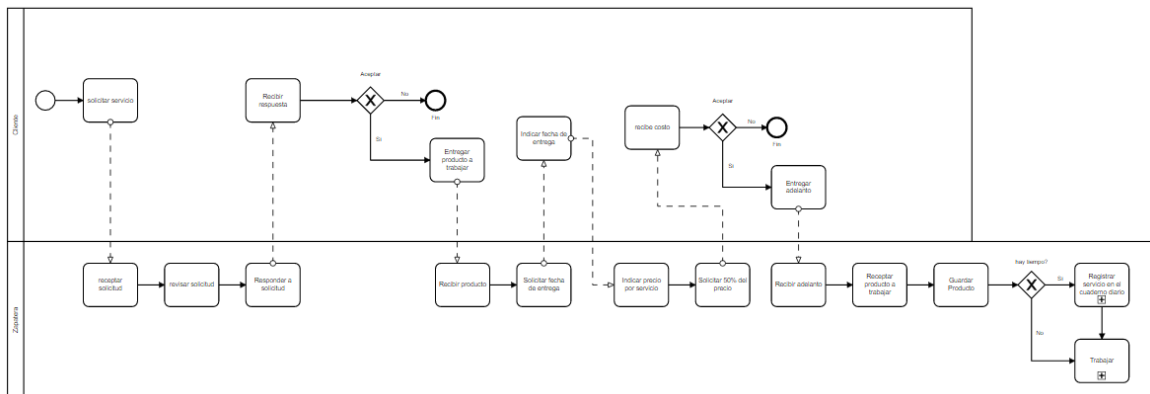 Cliente
solicitar servicio
Recibir
respuesta
Aceptar
No
Fin
Si
Entregar
producto a
trabajar
Indicar fecha de
entrega
recibe costo
Aceptar
No
Fin
Si
Entregar
adelanto
Zapatera
receptar
solicitud
revisar solicitud
Responder a
solicitud
Recibir producto
Solicitar fecha
de entrega
Indicar precio
por servicio
Solicitar 50% del
precio
Recibir adelanto
Receptar
producto a
trabajar
Guardar
Producto
hay tiempo?
Si
No
Registrar
servicio en el
cuaderno diario
Trabajar